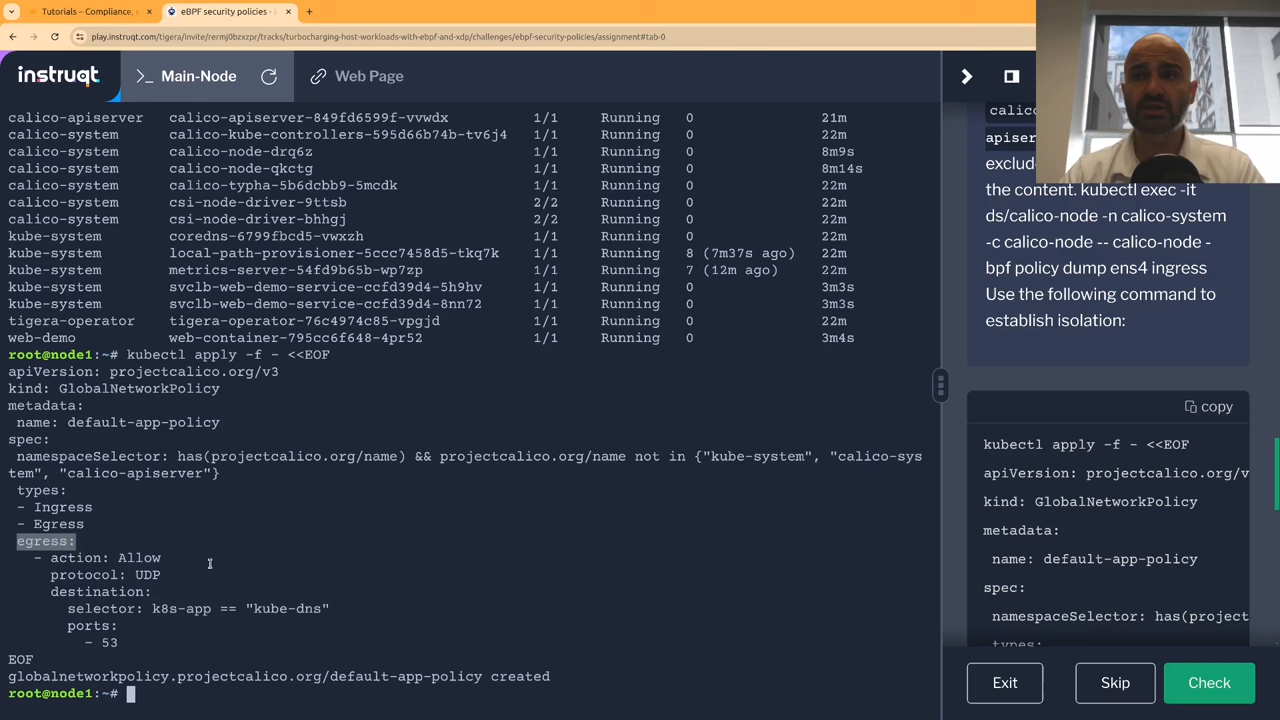 Tutorials – Compliance, 
eBPF security policies - 
play.instruqt.com/tigera/invite/rermj0bzxzpr/tracks/turbocharging-host-workloads-with-ebpf-and-xdp/challenges/ebpf-security-policies/assignment#tab-0
instruqt
>_ Main-Node
Web Page
calico-apiserver calico-apiserver-849fd6599f-vvwdx 1/1 Running 0 21m
calico-system calico-kube-controllers-595d66b74b-tv6j4 1/1 Running 0 22m
calico-system calico-node-drq6z 1/1 Running 0 8m9s
calico-system calico-node-qkctg 1/1 Running 0 8m14s
calico-system calico-typha-5b6dcbb9-5mcdk 1/1 Running 0 22m
calico-system csi-node-driver-9ttsb 2/2 Running 0 22m
calico-system csi-node-driver-bhhgj 2/2 Running 0 22m
kube-system coredns-6799fbcd5-vwxzh 1/1 Running 0 22m
kube-system local-path-provisioner-5ccc7458d5-tkq7k 1/1 Running 8 (7m37s ago) 22m
kube-system metrics-server-54fd9b65b-wp7zp 1/1 Running 7 (12m ago) 22m
kube-system svclb-web-demo-service-ccfd39d4-5h9hv 1/1 Running 0 3m3s
kube-system svclb-web-demo-service-ccfd39d4-8nn72 1/1 Running 0 3m3s
tigera-operator tigera-operator-76c4974c85-vpgjd 1/1 Running 0 22m
web-demo web-container-795cc6f648-4pr52 1/1 Running 0 3m4s
root@node1:~# kubectl apply -f - <<EOF
apiVersion: projectcalico.org/v3
kind: GlobalNetworkPolicy
metadata:
name: default-app-policy
spec:
namespaceSelector: has(projectcalico.org/name) && projectcalico.org/name not in {"kube-system", "calico-sys
tem", "calico-apiserver"}
types:
- Ingress
- Egress
egress:
- action: Allow
protocol: UDP
destination:
selector: k8s-app == "kube-dns"
ports:
- 53
EOF
globalnetworkpolicy.projectcalico.org/default-app-policy created
root@node1:~#
calico
apiser
exclud
the content. kubectl exec -it
ds/calico-node -n calico-system
-c calico-node -- calico-node -
bpf policy dump ens4 ingress
Use the following command to
establish isolation:
copy
kubectl apply -f - <<EOF
apiVersion: projectcalico.org/v
kind: GlobalNetworkPolicy
metadata:
name: default-app-policy
spec:
namespaceSelector: has(project
types:
Exit
Skip
Check